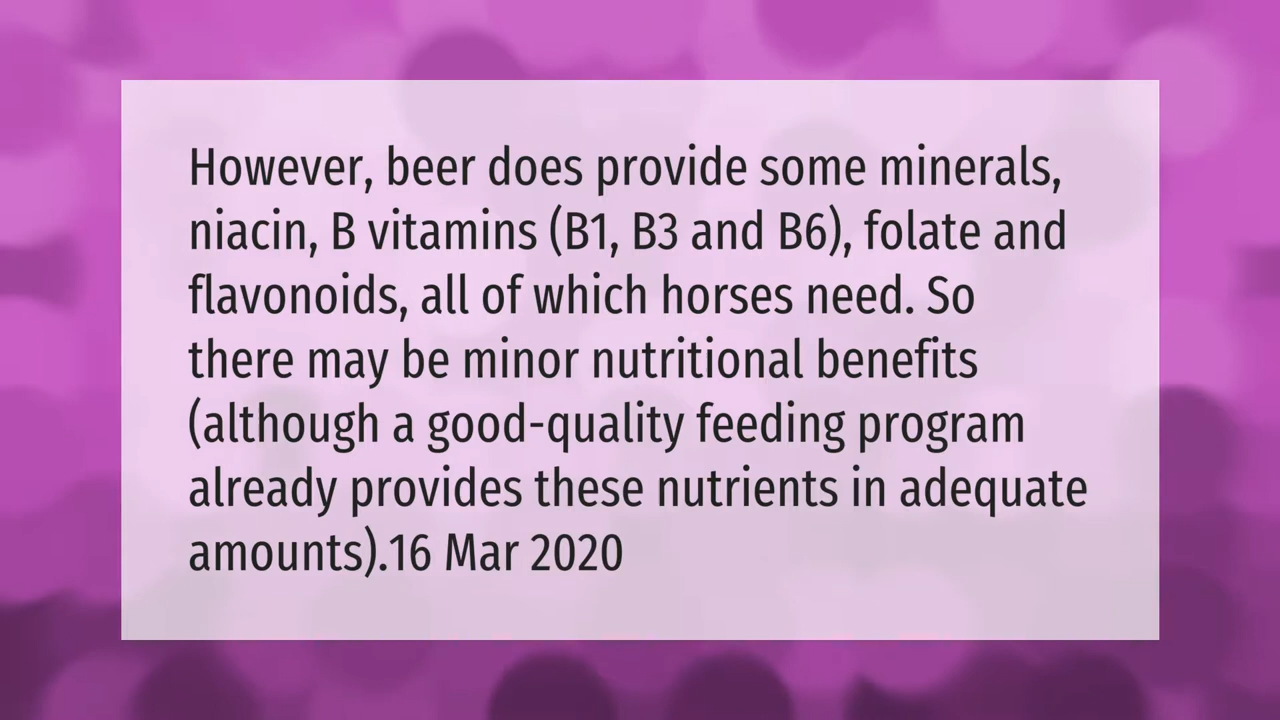 However, beer does provide some minerals,
niacin, B vitamins (B1, B3 and B6), folate and
flavonoids, all of which horses need. So
there may be minor nutritional benefits
(although a good-quality feeding program
already provides these nutrients in adequate
amounts).16 Mar 2020